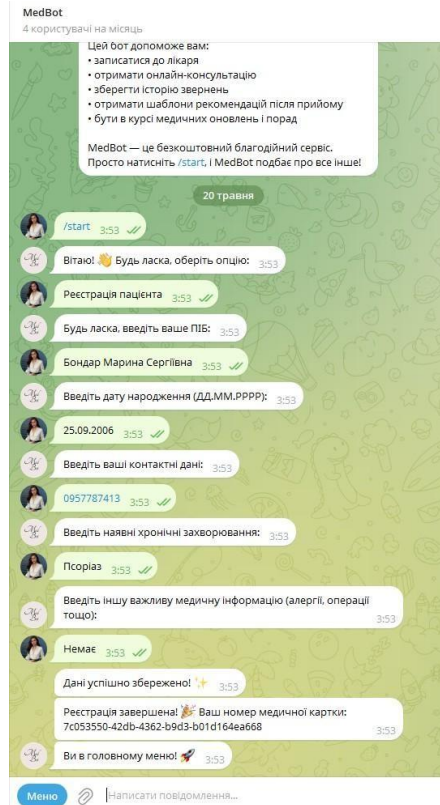 MedBot
4 користувачі на місяць
Цей бот допоможе вам:
• записатися до лікаря
• отримати онлайн-консультацію
• зберегти історію звернень
• отримати шаблони рекомендацій після прийому
• бути в курсі медичних оновлень і порад
MedBot — це безкоштовний благодійний сервіс.
Просто натисніть /start, і MedBot подбає про все інше!
20 травня
/start 3:53
Вітаю! 👋 Будь ласка, оберіть опцію: 3:53
Реєстрація пацієнта 3:53
Будь ласка, введіть ваше ПІБ: 3:53
Бондар Марина Сергіївна 3:53
Введіть дату народження (ДД.ММ.РРРР): 3:53
25.09.2006 3:53
Введіть ваші контактні дані: 3:53
0957787413 3:53
Введіть наявні хронічні захворювання: 3:53
Псоріаз 3:53
Введіть іншу важливу медичну інформацію (алергії, операції
тощо): 3:53
Немає 3:53
Дані успішно збережено! ✨ 3:53
Реєстрація завершена! 🎉 Ваш номер медичної картки:
7c053550-42db-4362-b9d3-b01d164ea668 3:53
Ви в головному меню! 🚀 3:53
Меню Написати повідомлення...